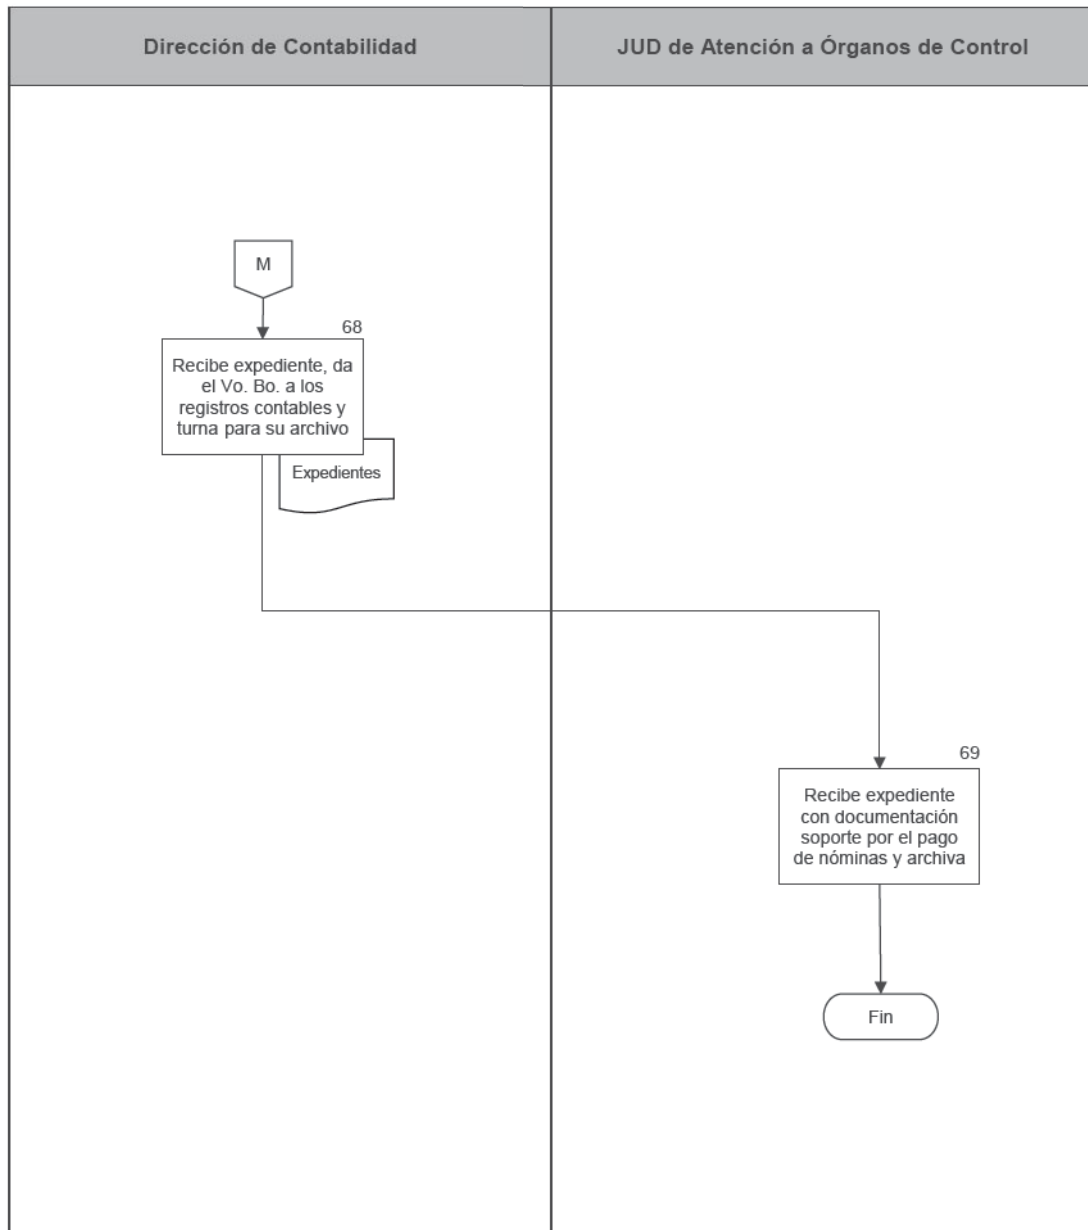 Dirección de Contabilidad
JUD de Atención a Órganos de Control
M
68
Recibe expediente, da
el Vo. Bo. a los
registros contables y
turna para su archivo
Expedientes
69
Recibe expediente
con documentación
soporte por el pago
de nóminas y archiva
Fin